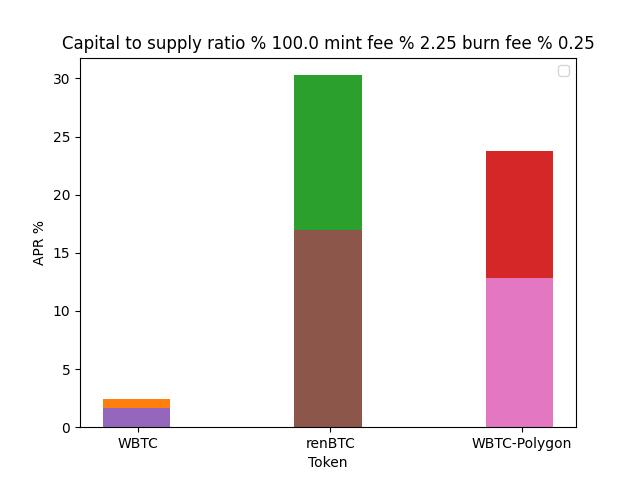 Capital to supply ratio % 100.0 mint fee % 2.25 burn fee % 0.25
30
25
20
15
10
5
0
APR %
WBTC renBTC WBTC-Polygon
Token